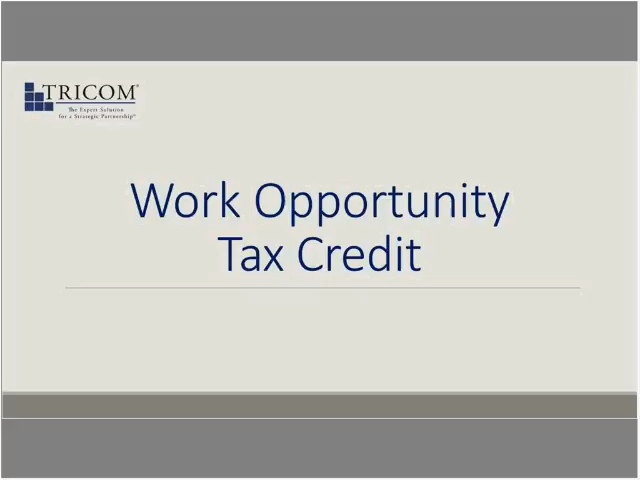 TRICOM®
The Expert Solution
for a Strategic Partnership®
Work Opportunity
Tax Credit